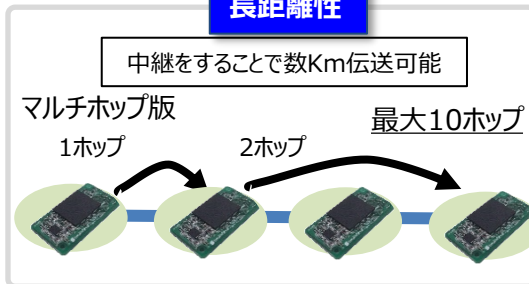 長距離性
中継をすることで数Km伝送可能
マルチホップ版
最大10ホップ
1ホップ
2ホップ